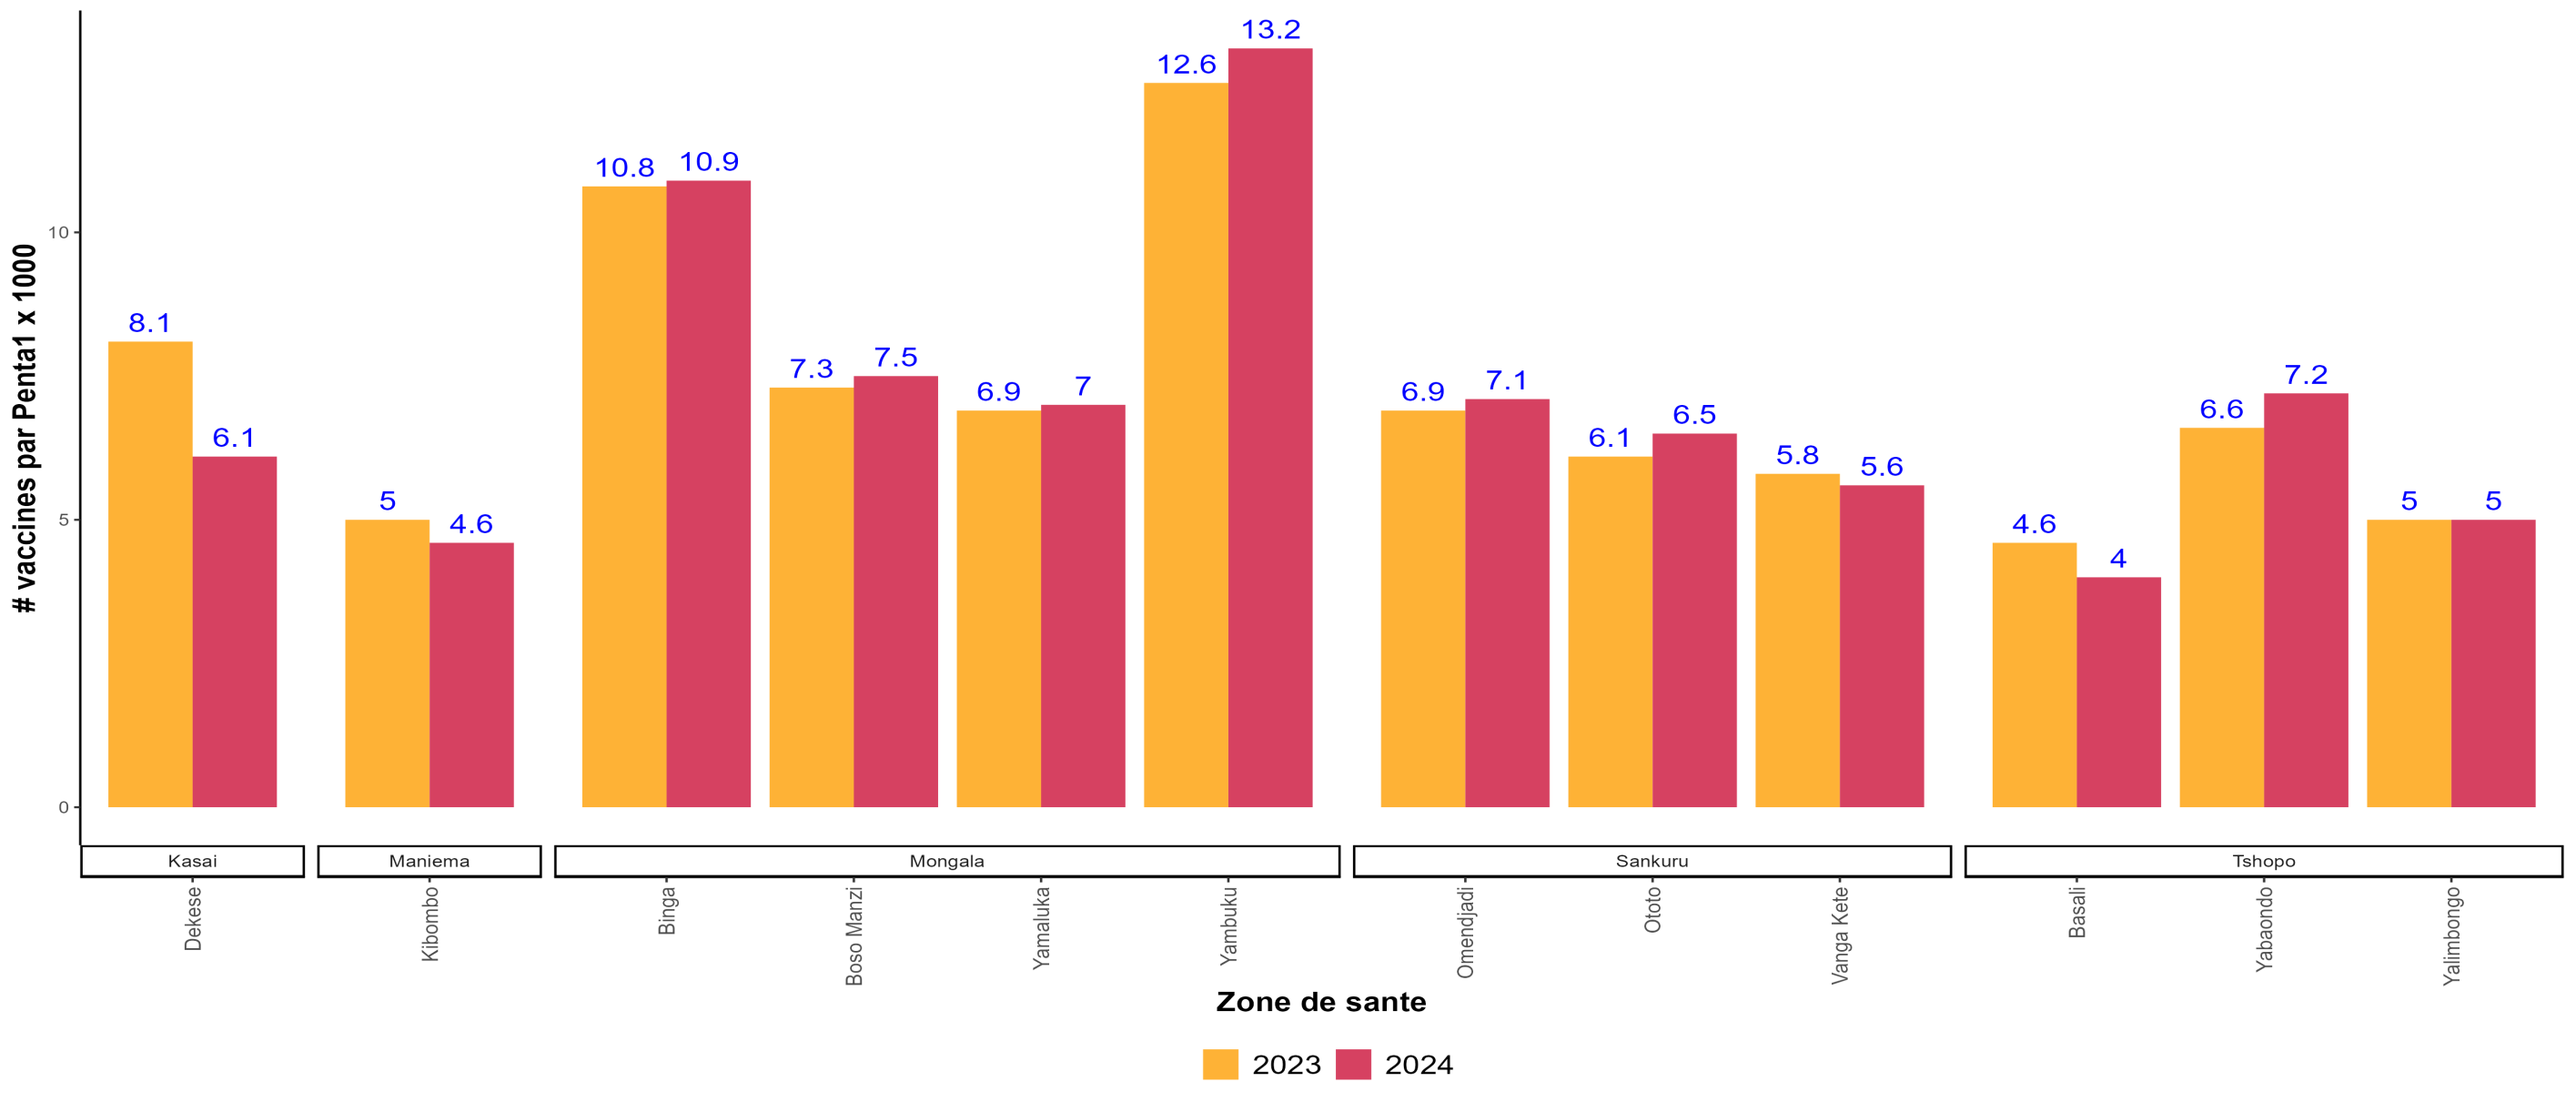 # vaccines par Penta1 x 1000
10
5
0
8.1
6.1
5
4.6
10.8
10.9
7.3
7.5
6.9
7
12.6
13.2
6.9
7.1
6.1
6.5
5.8
5.6
4.6
4
6.6
7.2
5
5
Kasai
Maniema
Mongala
Sankuru
Tshopo
Dekese
Kibombo
Binga
Boso Manzi
Yamaluka
Yambuku
Omendjadi
Ototo
Vanga Kete
Basali
Yabaondo
Yalimbongo
Zone de sante
2023
2024